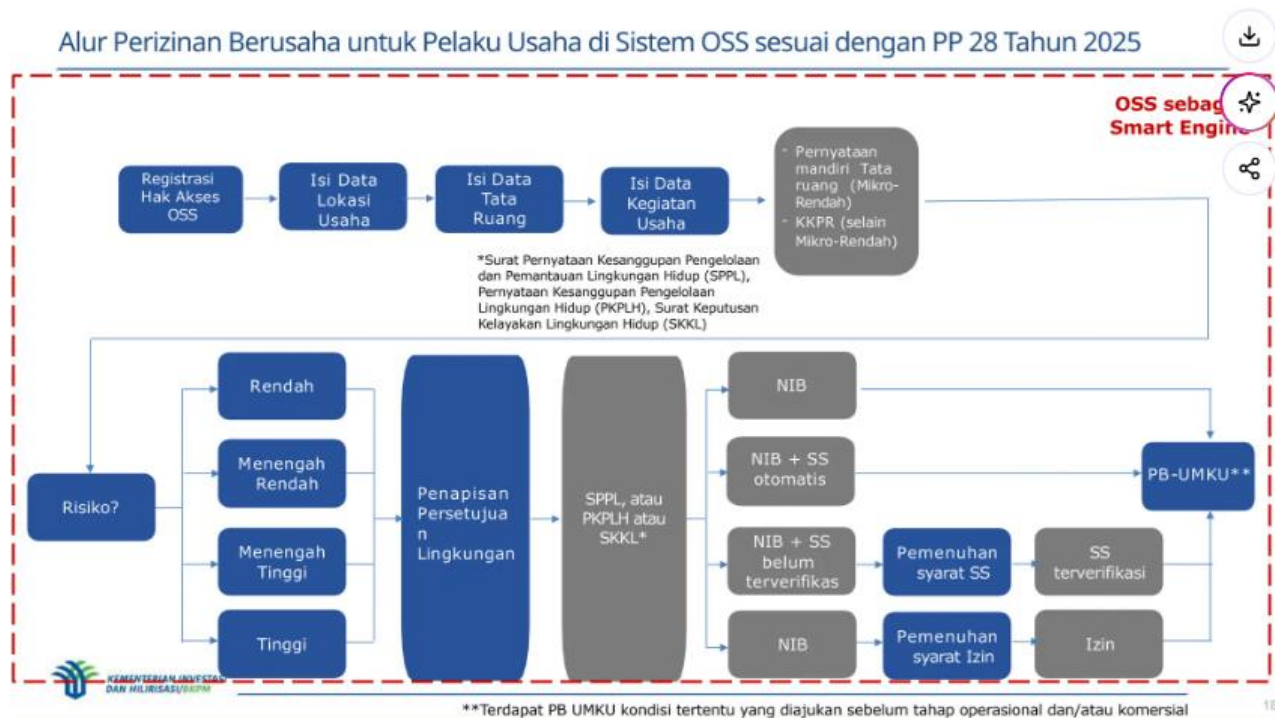 Alur Perizinan Berusaha untuk Pelaku Usaha di Sistem OSS sesuai dengan PP 28 Tahun 2025
OSS sebag
Smart Engine
Registrasi
Hak Akses
OSS
Isi Data
Lokasi
Usaha
Isi Data
Tata
Ruang
Isi Data
Kegiatan
Usaha
- Pernyataan
mandiri Tata
ruang (Mikro-
Rendah)
- KKPR (selain
Mikro-Rendah)
*Surat Pernyataan Kesanggupan Pengelolaan
dan Pemantauan Lingkungan Hidup (SPPL),
Pernyataan Kesanggupan Pengelolaan
Lingkungan Hidup (PKPLH), Surat Keputusan
Kelayakan Lingkungan Hidup (SKKL)
Risiko?
Rendah
Menengah
Rendah
Menengah
Tinggi
Tinggi
Penapisan
Persetujua
n
Lingkungan
SPPL, atau
PKPLH atau
SKKL*
NIB
NIB + SS
otomatis
NIB + SS
belum
terverifikas
Pemenuhan
syarat SS
SS
terverifikasi
NIB
Pemenuhan
syarat Izin
Izin
PB-UMKU**
KEMENTERIAN INVESTASI
DAN HILIRISASI/BKPM
**Terdapat PB UMKU kondisi tertentu yang diajukan sebelum tahap operasional dan/atau komersial
18